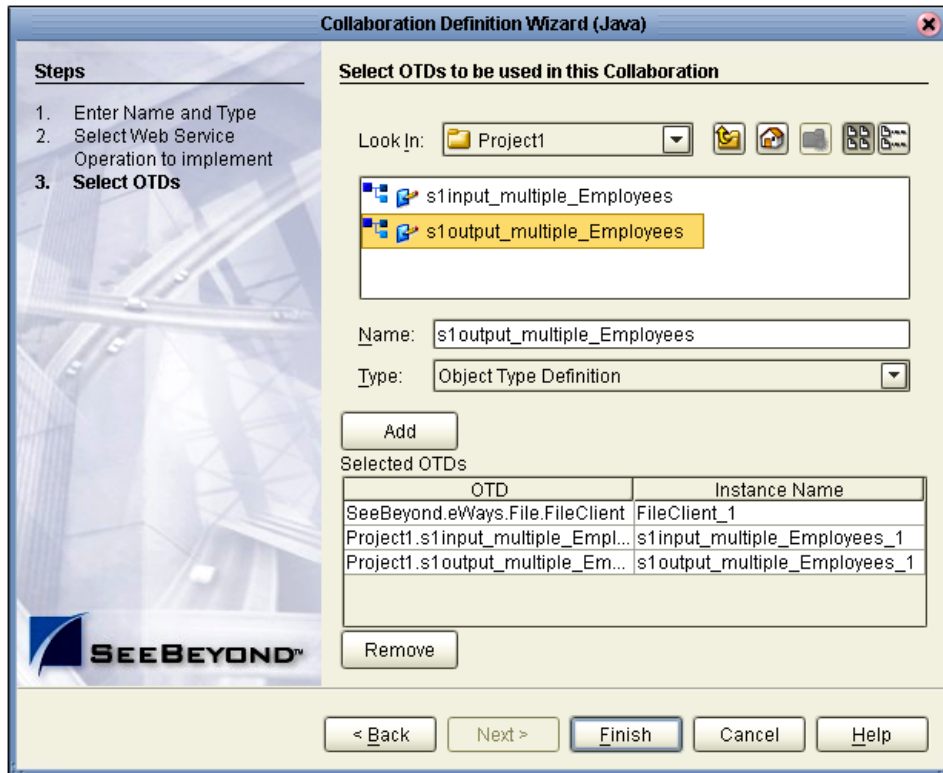 Collaboration Definition Wizard (Java)
Steps
1. Enter Name and Type
2. Select Web Service
Operation to implement
3. Select OTDs
Select OTDs to be used in this Collaboration
Look In: Project1
s1input_multiple_Employees
s1output_multiple_Employees
Name: s1output_multiple_Employees
Type: Object Type Definition
Add
Selected OTDs
OTD Instance Name
SeeBeyond.eWays.File.FileClient FileClient_1
Project1.s1input_multiple_Empl... s1input_multiple_Employees_1
Project1.s1output_multiple_Em... s1output_multiple_Employees_1
Remove
SEEBEYOND™
< Back Next > Finish Cancel Help